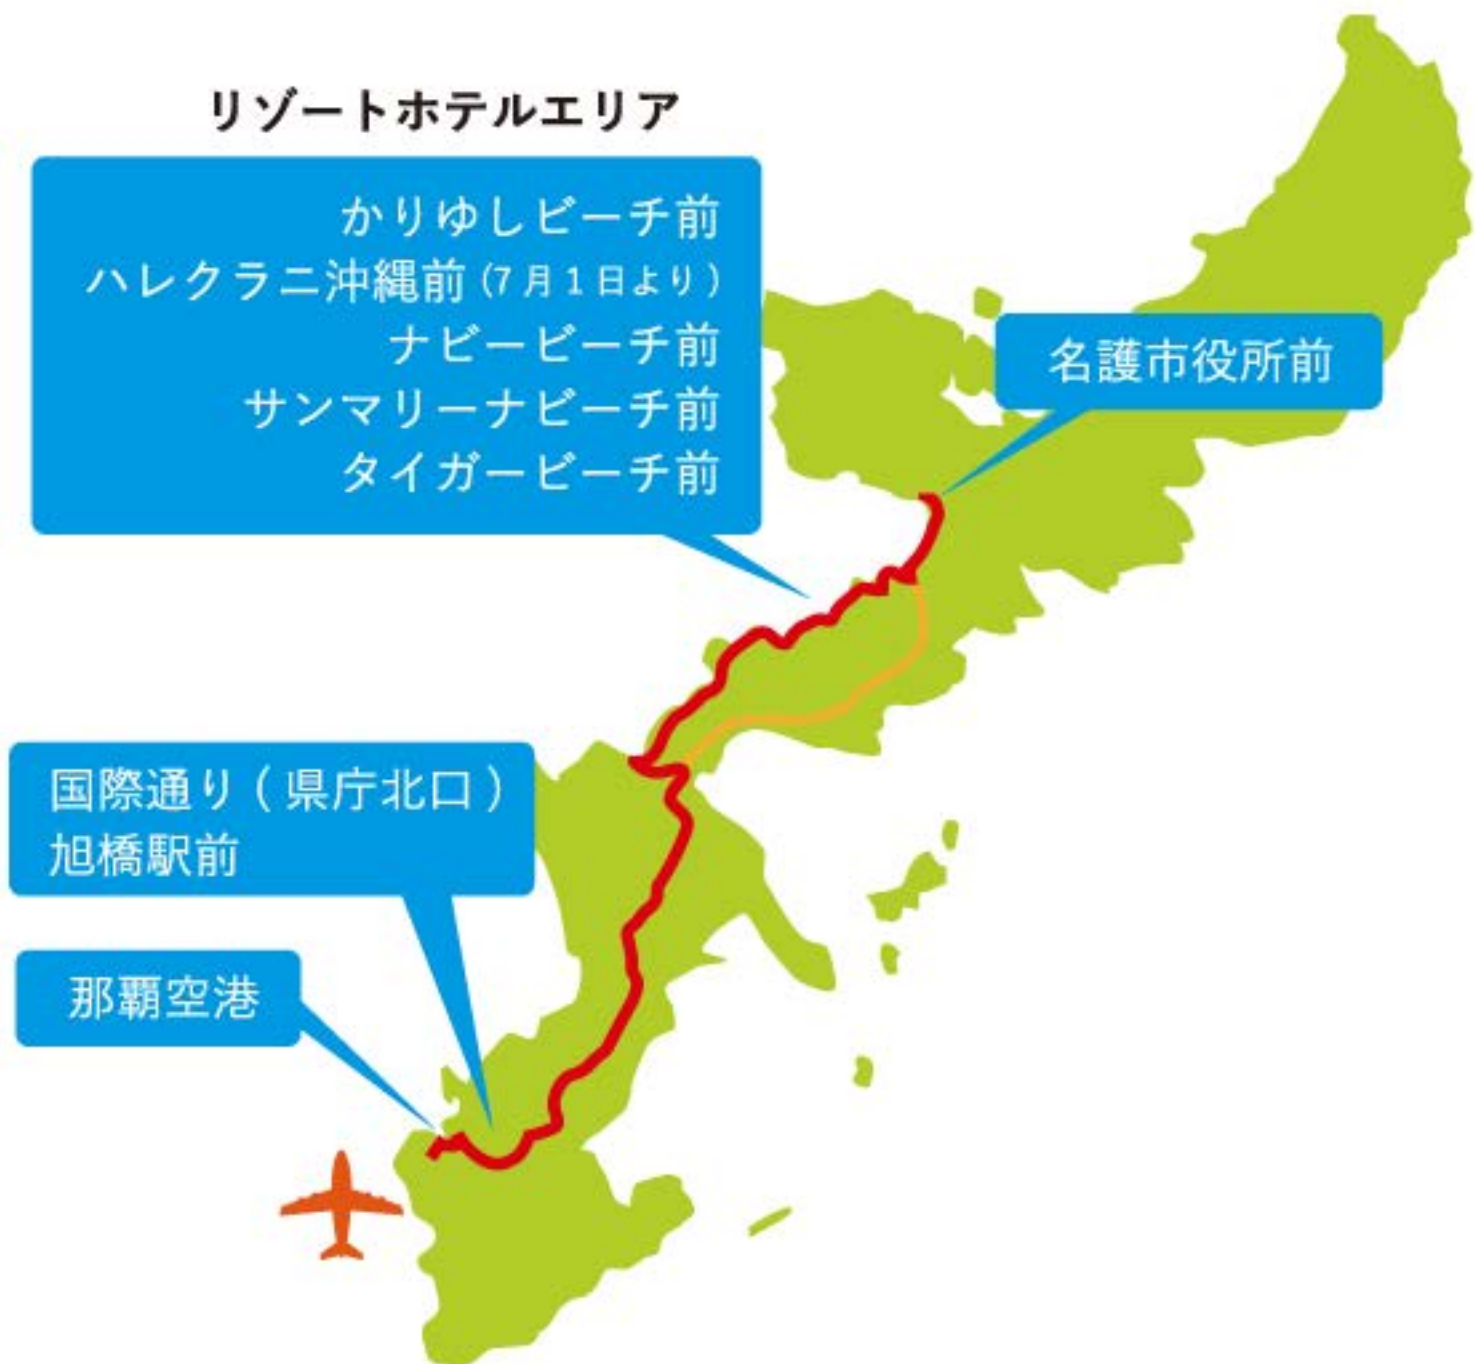 リゾートホテルエリア
かりゆしビーチ前
ハレクラニ沖縄前 (7月1日より)
ナビービーチ前
サンマリーナビーチ前
タイガービーチ前
名護市役所前
国際通り ( 県庁北口 )
旭橋駅前
那覇空港